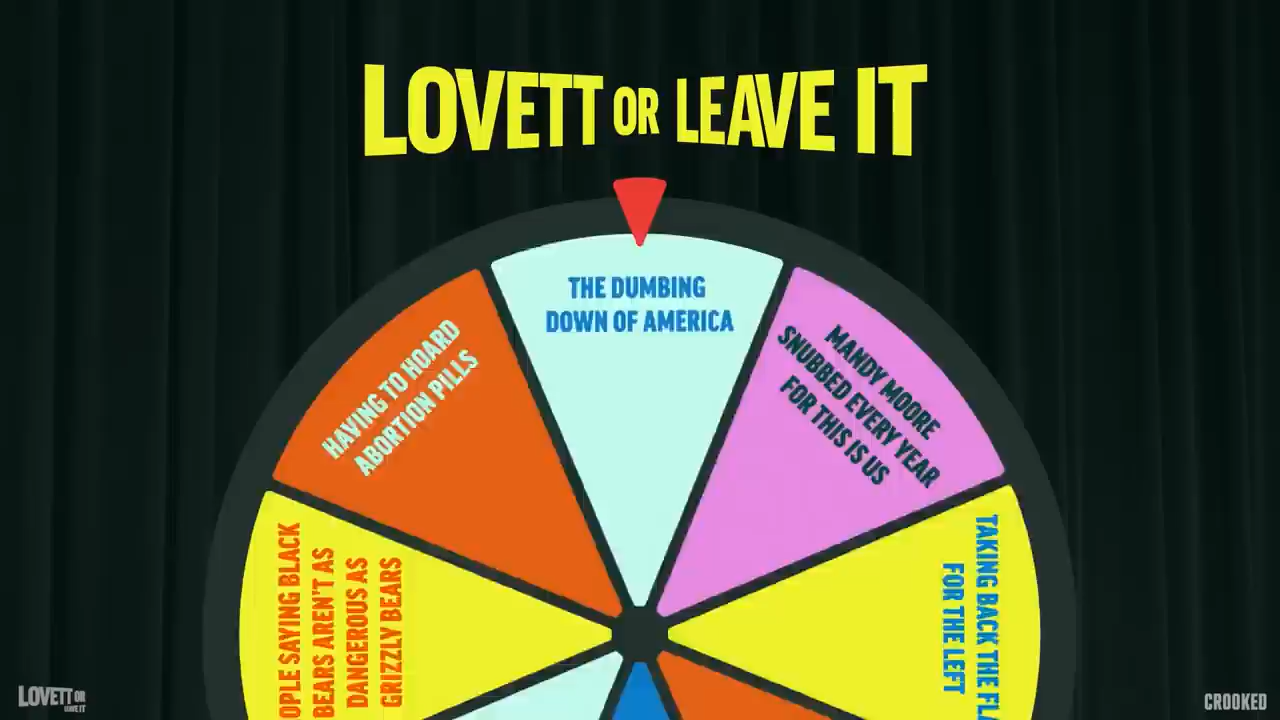 LOVETT OR LEAVE IT
THE DUMBING
DOWN OF AMERICA
HAVING TO HOARD
ABORTION PILLS
MANDY MOORE
SNUBBED EVERY YEAR
FOR THIS IS US
SAYING BLACK
BEARS AREN'T AS
DANGEROUS AS
GRIZZLY BEARS
TAKING BACK THE
FOR THE LEFT
LOVETT OR
CROOKED